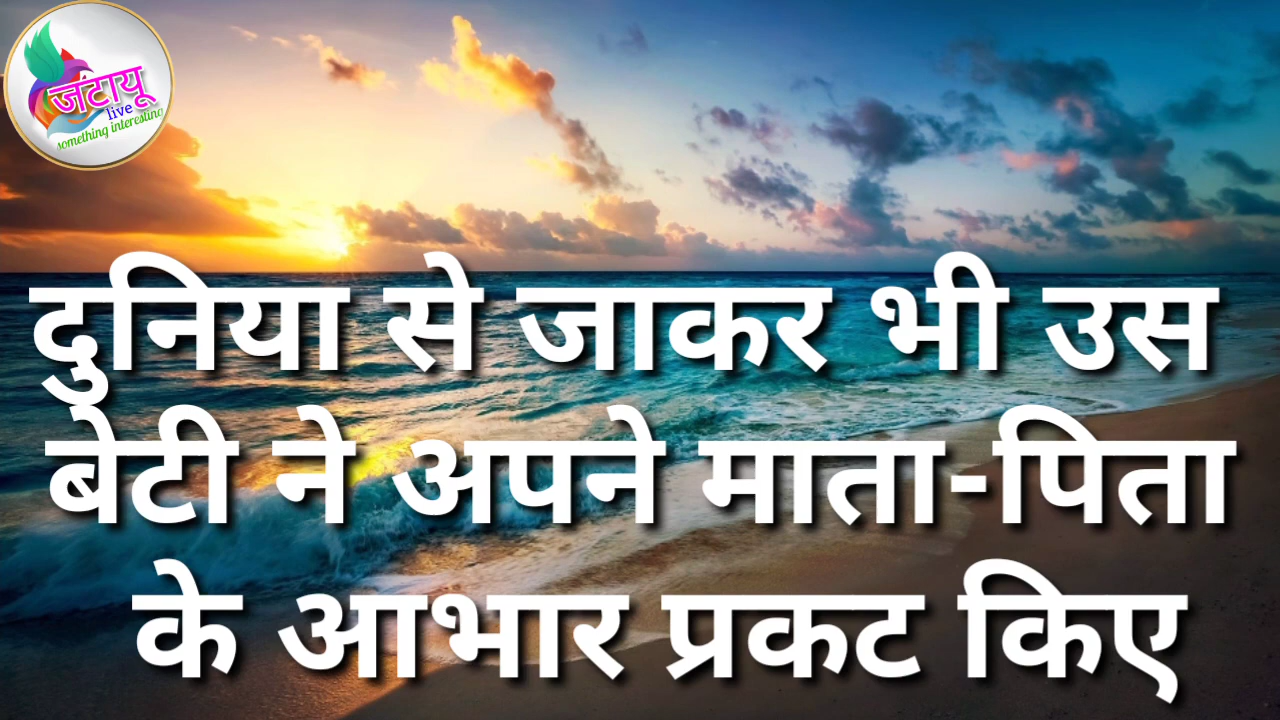 जटायू
live
something interesting
दुनिया से जाकर भी उस
बेटी ने अपने माता-पिता
के आभार प्रकट किए